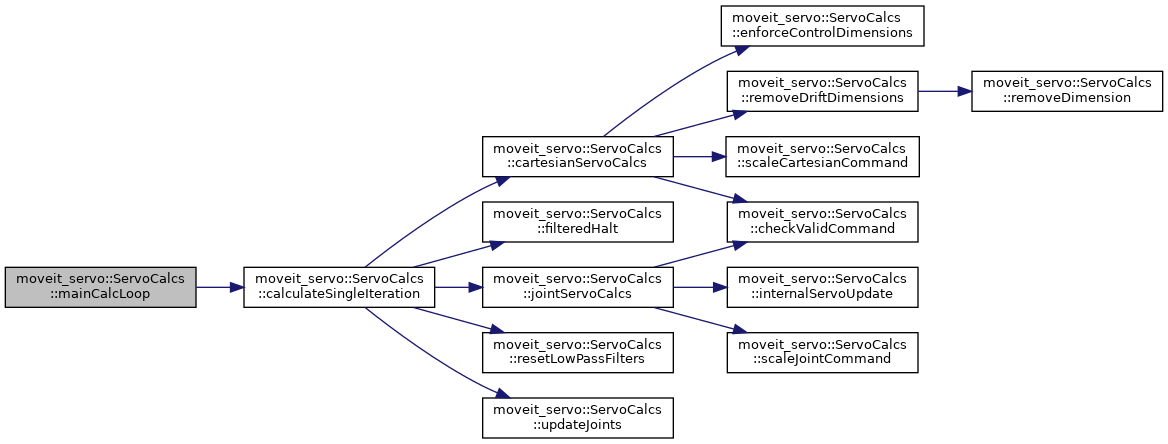 moveit_servo::ServoCalcs
::mainCalcLoop
moveit_servo::ServoCalcs
::calculateSingleIteration
moveit_servo::ServoCalcs
::cartesianServoCalcs
moveit_servo::ServoCalcs
::filteredHalt
moveit_servo::ServoCalcs
::jointServoCalcs
moveit_servo::ServoCalcs
::resetLowPassFilters
moveit_servo::ServoCalcs
::updateJoints
moveit_servo::ServoCalcs
::enforceControlDimensions
moveit_servo::ServoCalcs
::removeDriftDimensions
moveit_servo::ServoCalcs
::scaleCartesianCommand
moveit_servo::ServoCalcs
::checkValidCommand
moveit_servo::ServoCalcs
::internalServoUpdate
moveit_servo::ServoCalcs
::scaleJointCommand
moveit_servo::ServoCalcs
::removeDimension